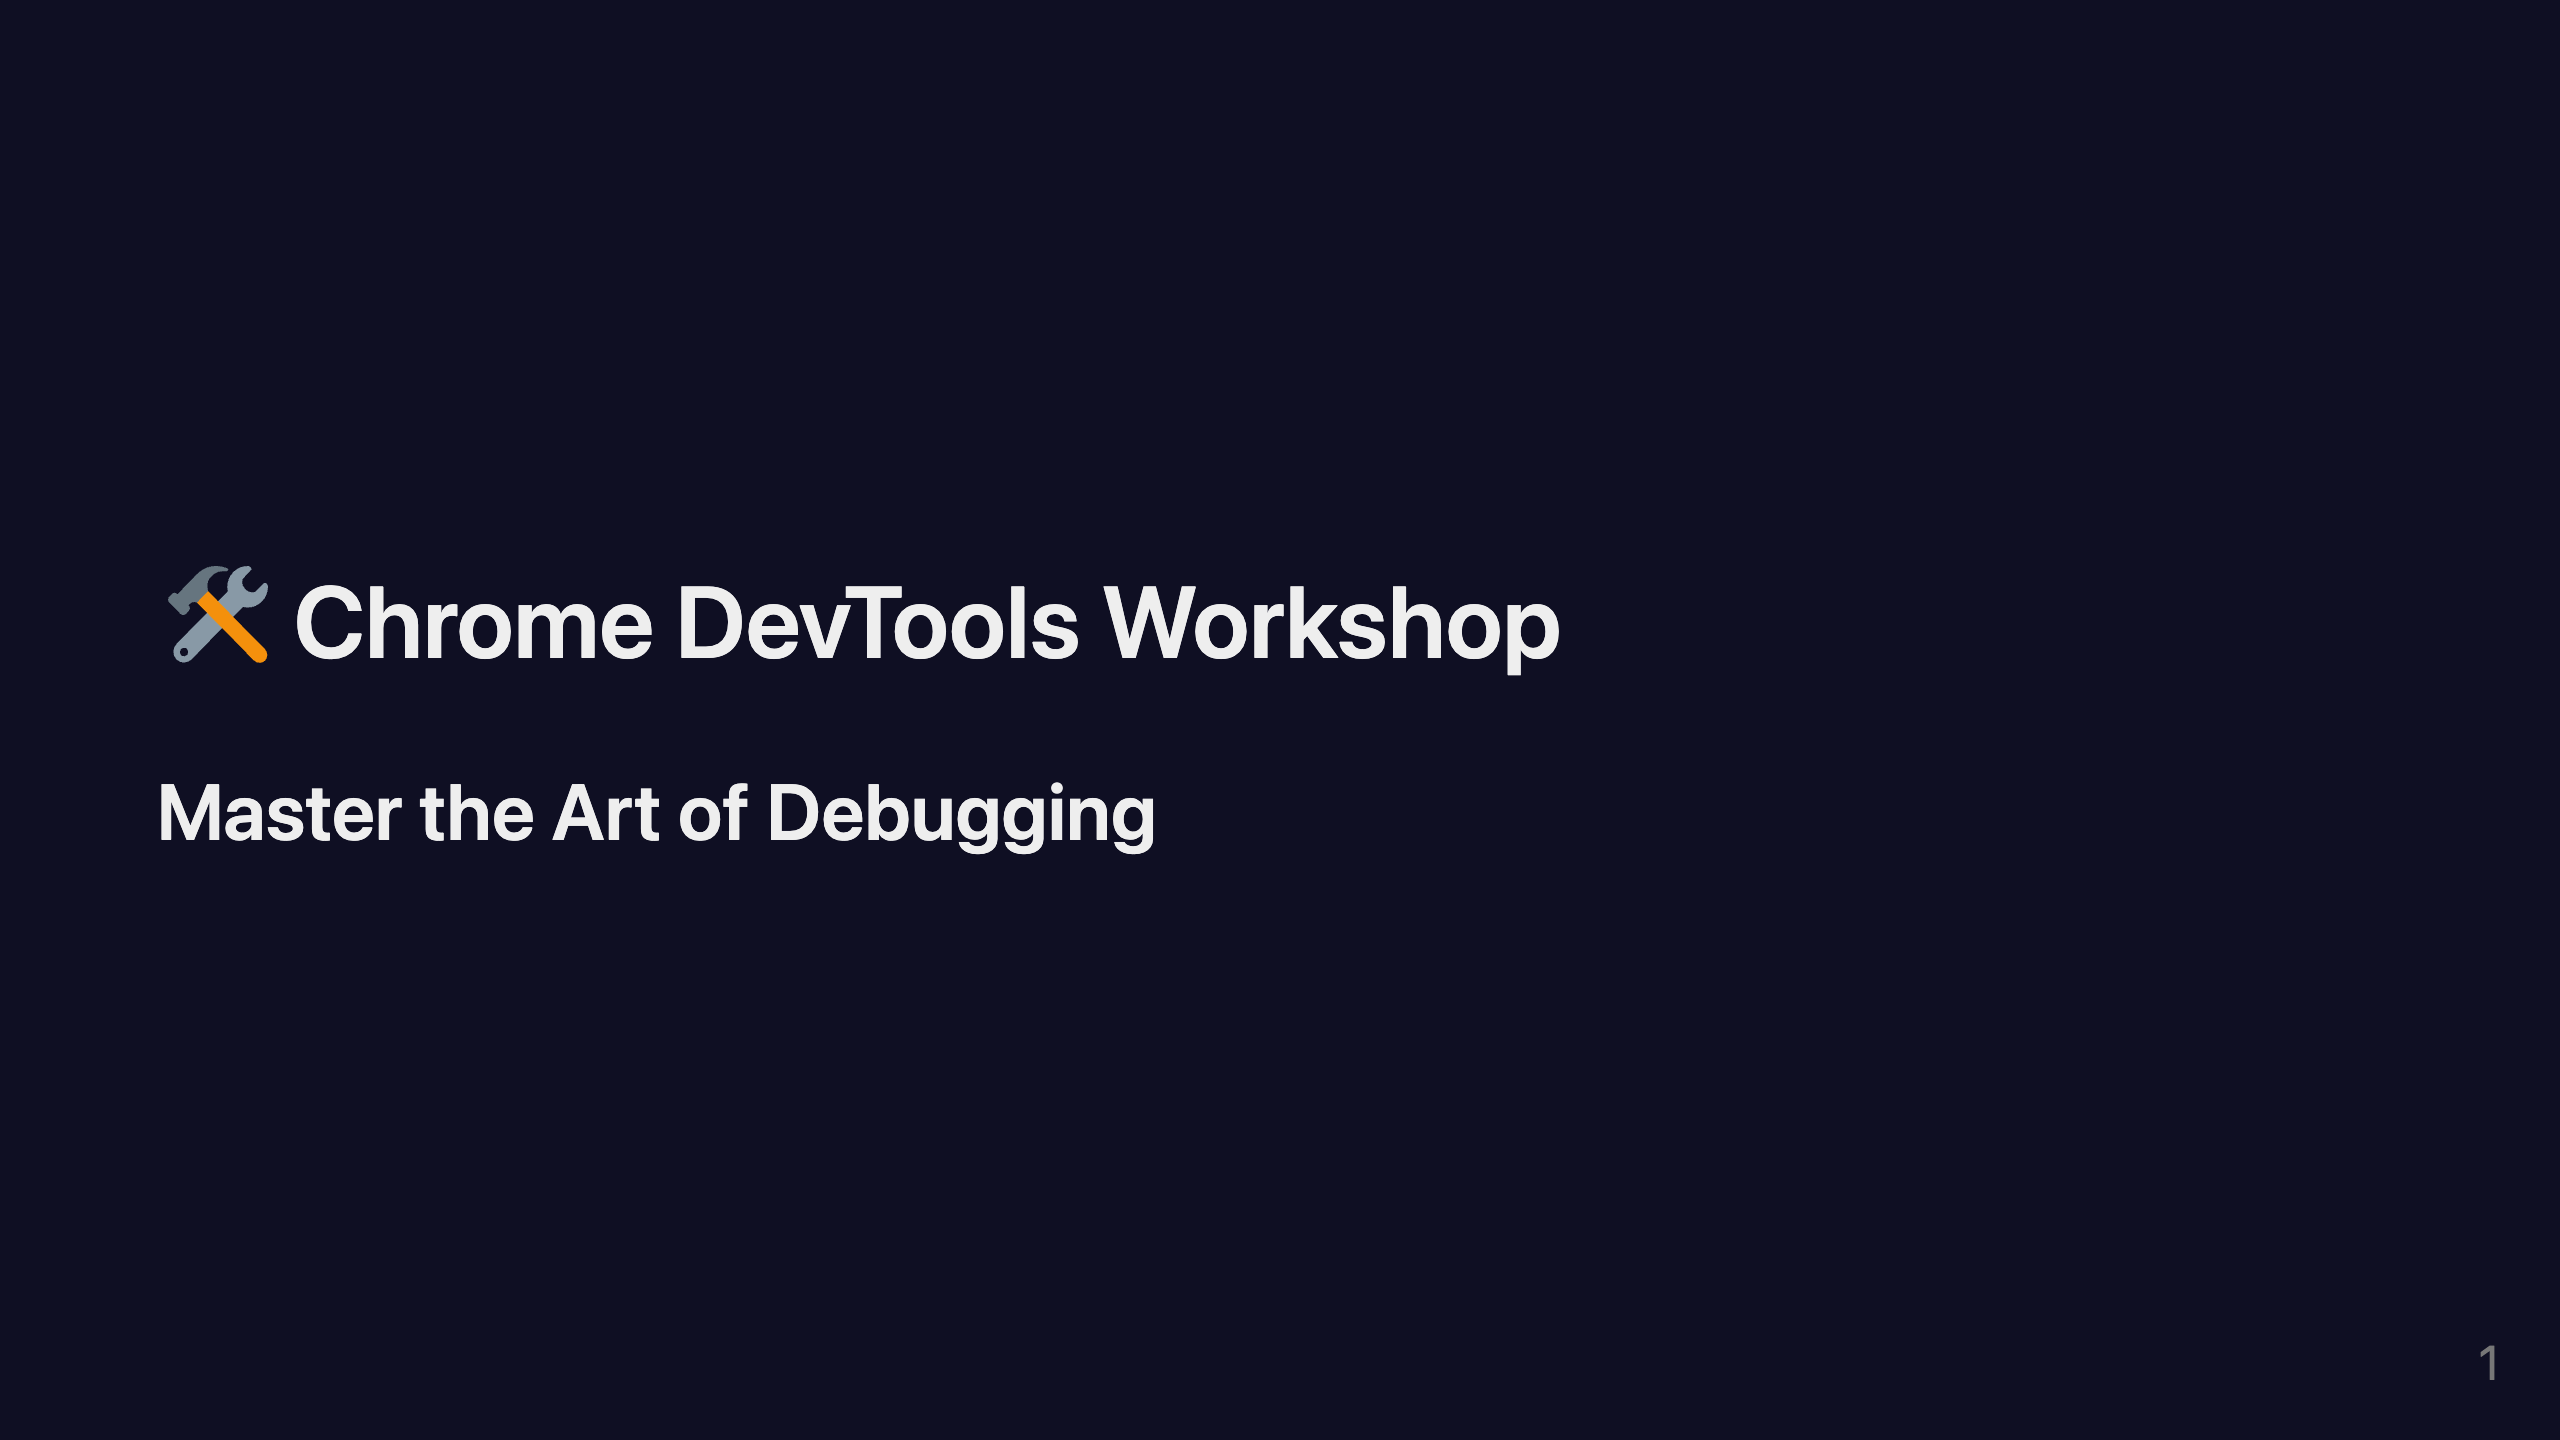 🛠️ Chrome DevTools Workshop
Master the Art of Debugging
1